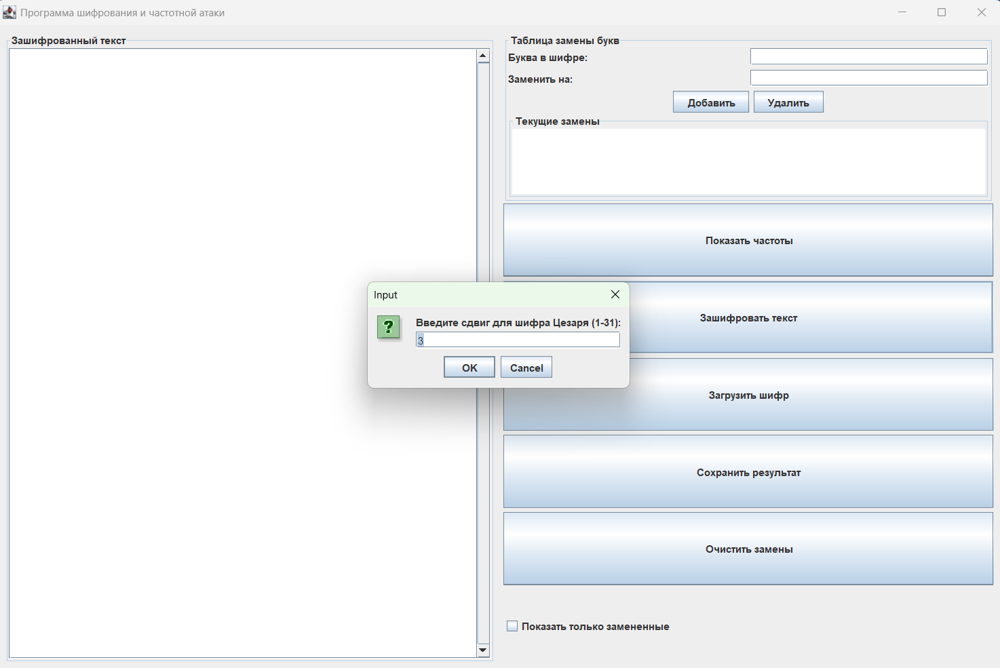 Программа шифрования и частотной атаки
Зашифрованный текст
Таблица замены букв
Буква в шифре:
Заменить на:
Добавить
Удалить
Текущие замены
Показать частоты
Зашифровать текст
Загрузить шифр
Сохранить результат
Очистить замены
Показать только замененные
Input
?
Введите сдвиг для шифра Цезаря (1-31):
3
OK
Cancel